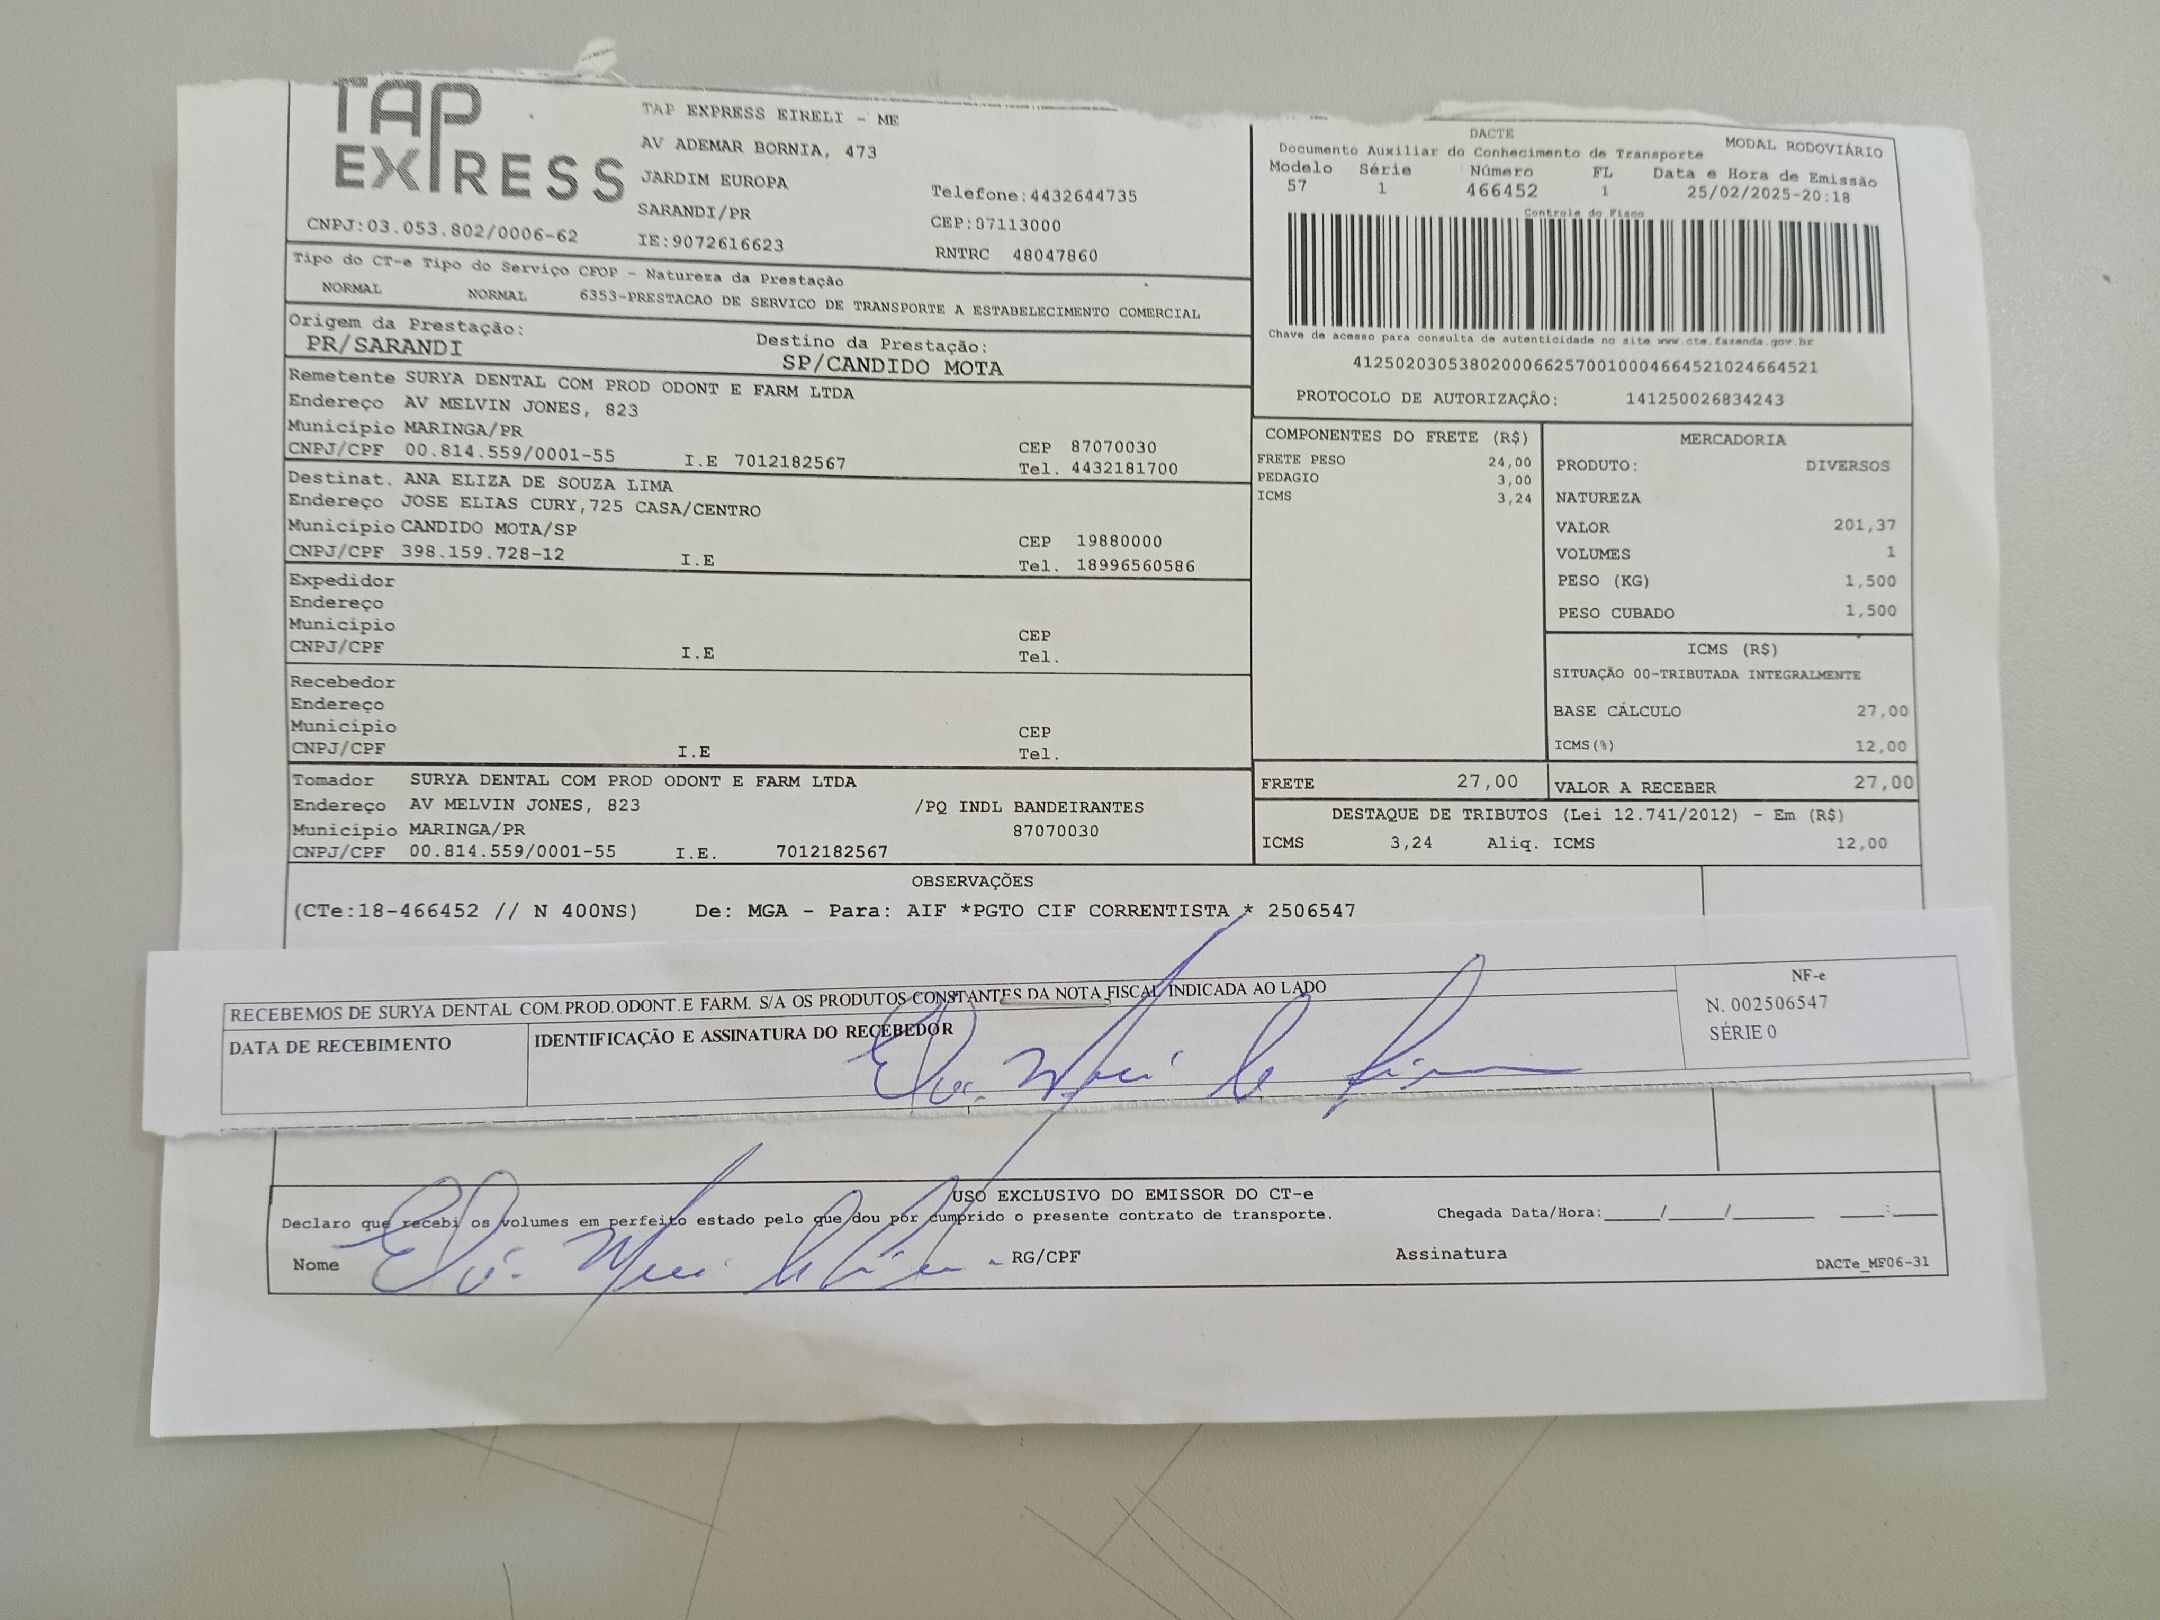 TAP EXPRESS
CNPJ:03.053.802/0006-62
TAP EXPRESS EIRELI - ME
AV ADEMAR BORNIA, 473
JARDIM EUROPA
SARANDI/PR
IE:9072616623
Telefone:4432644735
CEP:87113000
RNTRC 48047860
DACTE
Documento Auxiliar do Conhecimento de Transporte
MODAL RODOVIÁRIO
Modelo Série Número FL Data e Hora de Emissão
57 1 466452 1 25/02/2025-20:18
Controle do Fisco
Chave de acesso para consulta de autenticidade no site www.cte.fazenda.gov.br
41250203053802000662570010004664521024664521
PROTOCOLO DE AUTORIZAÇÃO: 141250026834243
Tipo do CT-e Tipo do Serviço CFOP - Natureza da Prestação
NORMAL NORMAL 6353-PRESTACAO DE SERVICO DE TRANSPORTE A ESTABELECIMENTO COMERCIAL
Origem da Prestação: Destino da Prestação:
PR/SARANDI SP/CANDIDO MOTA
Remetente SURYA DENTAL COM PROD ODONT E FARM LTDA
Endereço AV MELVIN JONES, 823
Município MARINGA/PR CEP 87070030
CNPJ/CPF 00.814.559/0001-55 I.E 7012182567 Tel. 4432181700
Destinat. ANA ELIZA DE SOUZA LIMA
Endereço JOSE ELIAS CURY,725 CASA/CENTRO
Município CANDIDO MOTA/SP CEP 19880000
CNPJ/CPF 398.159.728-12 I.E Tel. 18996560586
Expedidor
Endereço
Município CEP
CNPJ/CPF I.E Tel.
Recebedor
Endereço
Município CEP
CNPJ/CPF I.E Tel.
Tomador SURYA DENTAL COM PROD ODONT E FARM LTDA
Endereço AV MELVIN JONES, 823 /PQ INDL BANDEIRANTES
Município MARINGA/PR 87070030
CNPJ/CPF 00.814.559/0001-55 I.E. 7012182567
COMPONENTES DO FRETE (R$)
FRETE PESO 24,00
PEDAGIO 3,00
ICMS 3,24
MERCADORIA
PRODUTO: DIVERSOS
NATUREZA
VALOR 201,37
VOLUMES 1
PESO (KG) 1,500
PESO CUBADO 1,500
ICMS (R$)
SITUAÇÃO 00-TRIBUTADA INTEGRALMENTE
BASE CÁLCULO 27,00
ICMS(%) 12,00
FRETE 27,00 VALOR A RECEBER 27,00
DESTAQUE DE TRIBUTOS (Lei 12.741/2012) - Em (R$)
ICMS 3,24 Aliq. ICMS 12,00
OBSERVAÇÕES
(CTe:18-466452 // N 400NS) De: MGA - Para: AIF *PGTO CIF CORRENTISTA * 2506547
RECEBEMOS DE SURYA DENTAL COM.PROD.ODONT.E FARM. S/A OS PRODUTOS CONSTANTES DA NOTA FISCAL INDICADA AO LADO
DATA DE RECEBIMENTO
IDENTIFICAÇÃO E ASSINATURA DO RECEBEDOR
NF-e
N. 002506547
SÉRIE 0
USO EXCLUSIVO DO EMISSOR DO CT-e
Declaro que recebi os volumes em perfeito estado pelo que dou por cumprido o presente contrato de transporte. Chegada Data/Hora:____/____/______ ___:___
Nome RG/CPF Assinatura DACTe_MF06-31